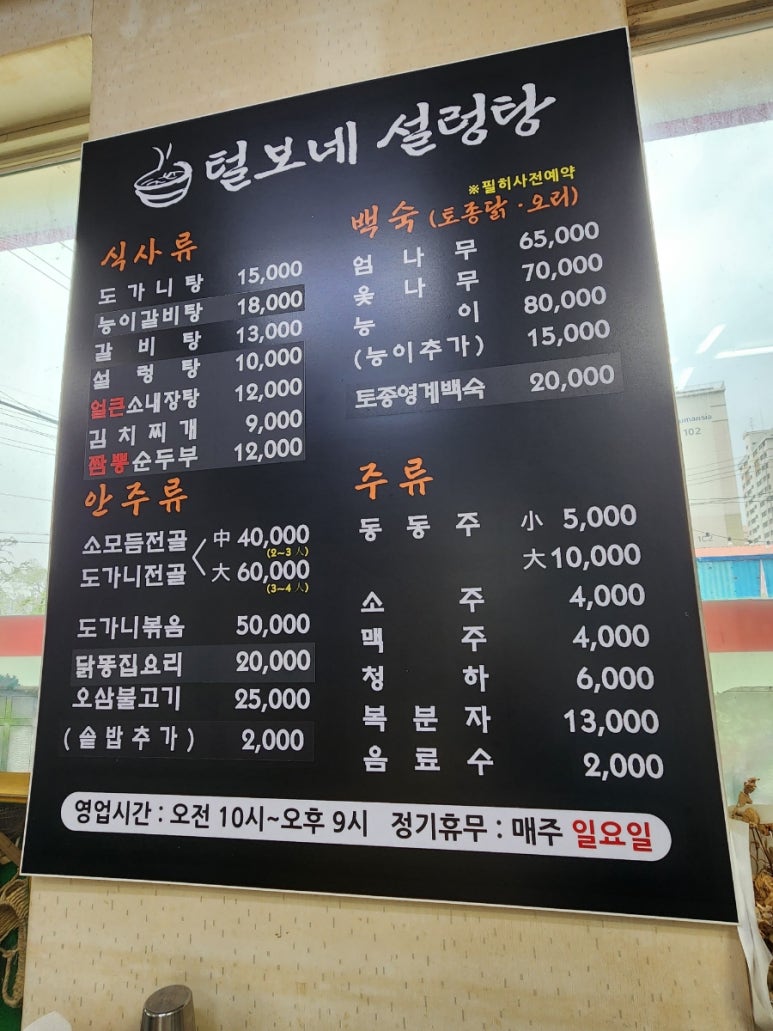 털보네 설렁탕
식사류
도가니탕 15,000
능이갈비탕 18,000
갈비탕 13,000
설렁탕 10,000
얼큰소내장탕 12,000
김치찌개 9,000
짬뽕순두부 12,000
안주류
소모듬전골 中 40,000
(2~3人)
도가니전골 大 60,000
(3~4人)
도가니볶음 50,000
닭똥집요리 20,000
오삼불고기 25,000
(솥밥추가) 2,000
※필히사전예약
백숙 (토종닭·오리)
엄나무 65,000
옻나무 70,000
능이 80,000
(능이추가) 15,000
토종영계백숙 20,000
주류
동동주 小 5,000
大 10,000
소주 4,000
맥주 4,000
청하 6,000
복분자 13,000
음료수 2,000
영업시간 : 오전 10시~오후 9시 정기휴무 : 매주 일요일
102